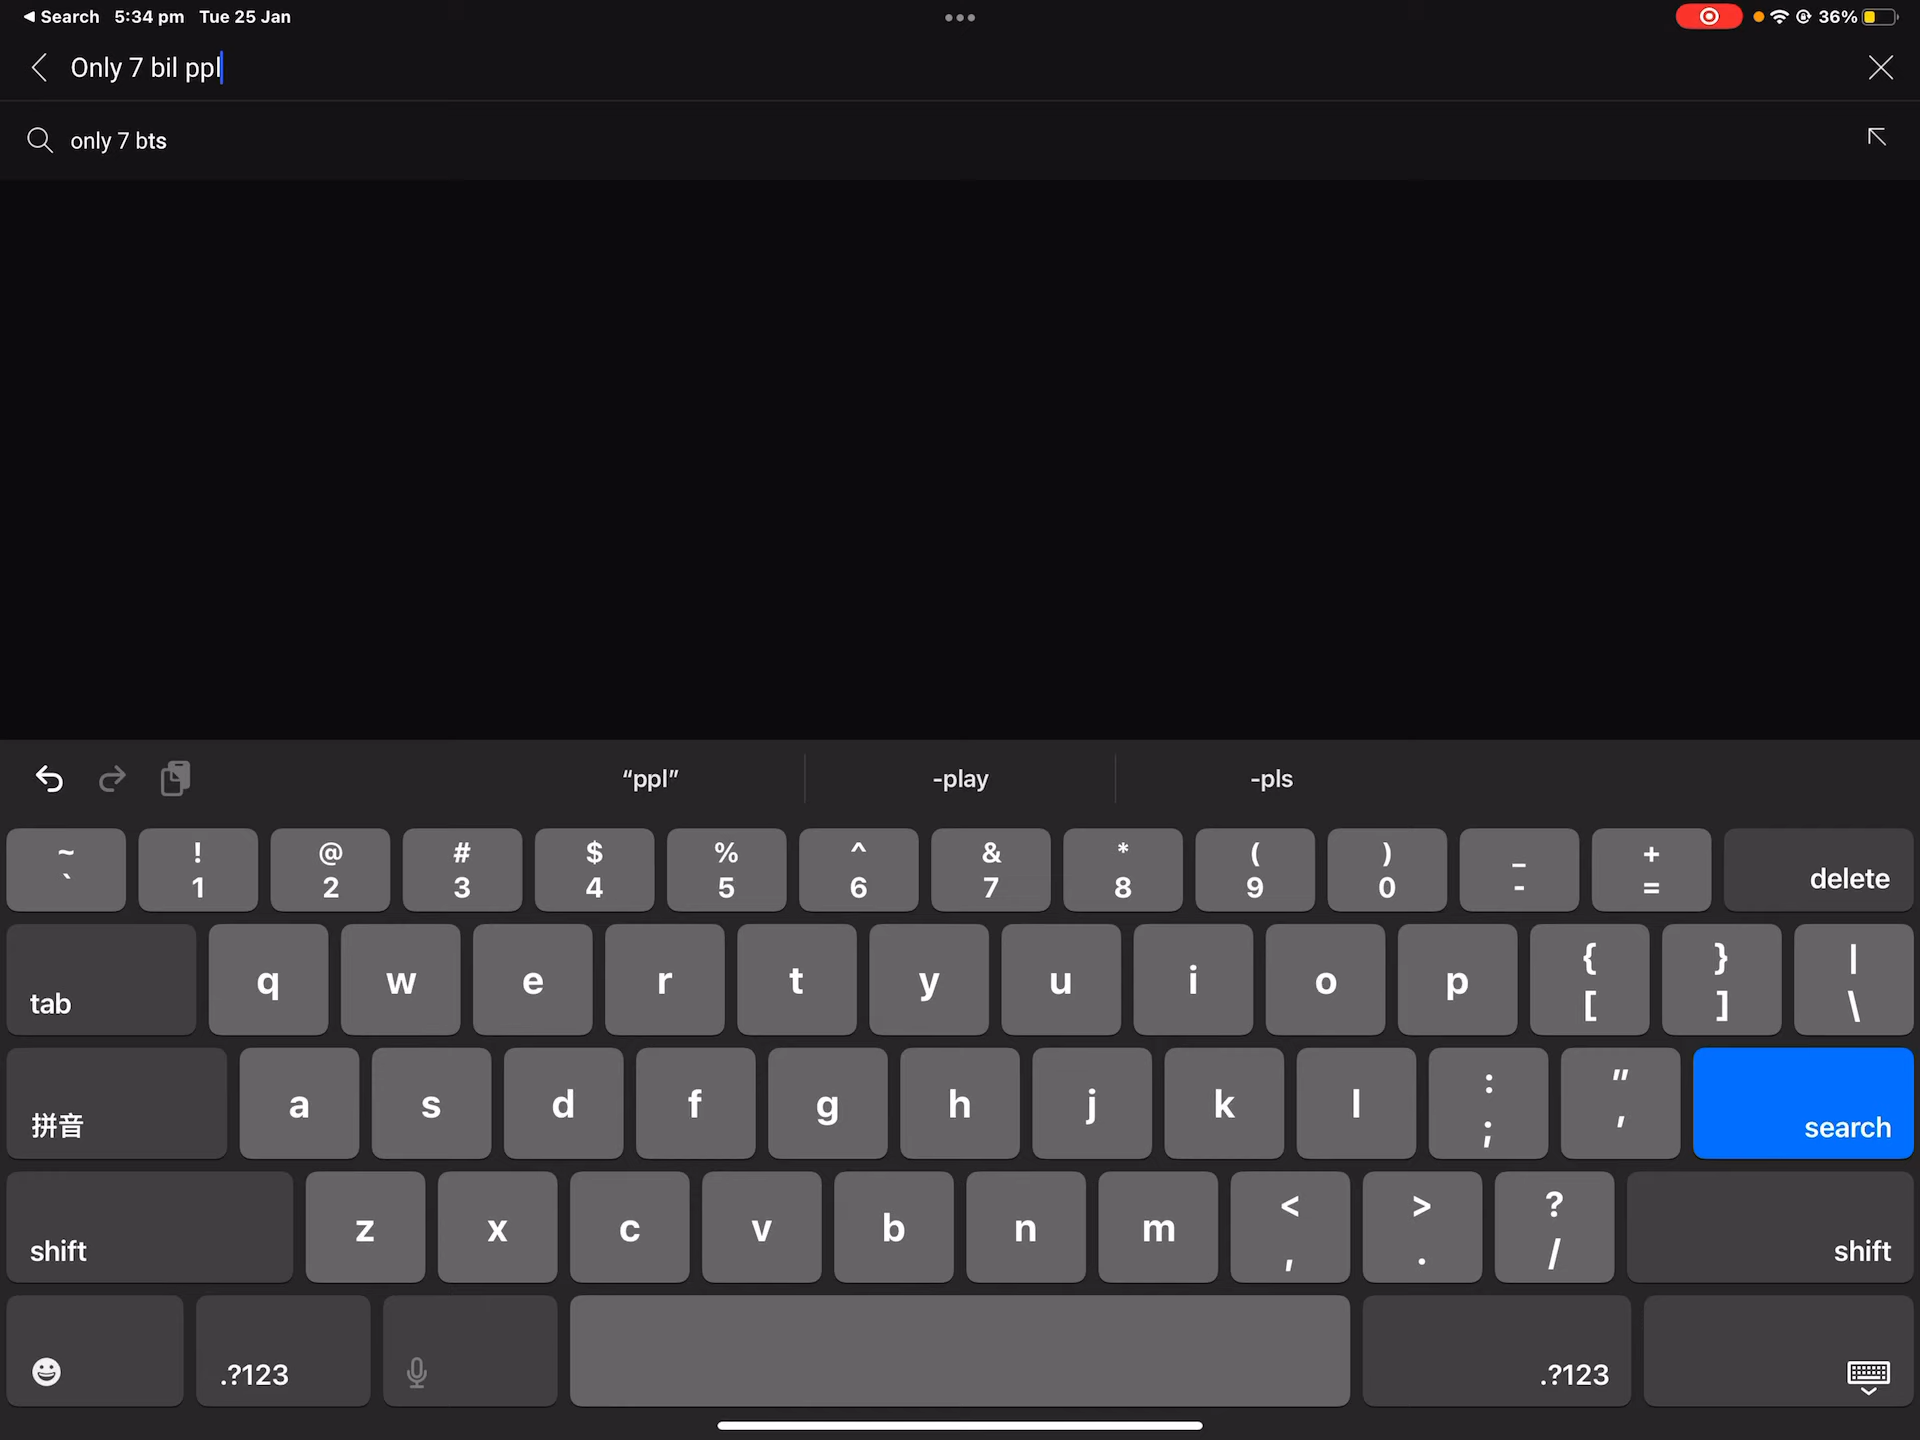 Search 5:34 pm Tue 25 Jan 36%
Only 7 bil ppl
only 7 bts
“ppl” -play -pls
~ ! @ # $ % ^ & * ( ) _ +
` 1 2 3 4 5 6 7 8 9 0 - = delete
{ } |
tab q w e r t y u i o p [ ] \
: "
拼音 a s d f g h j k l ; ' search
< > ?
shift z x c v b n m , . / shift
.?123 .?123